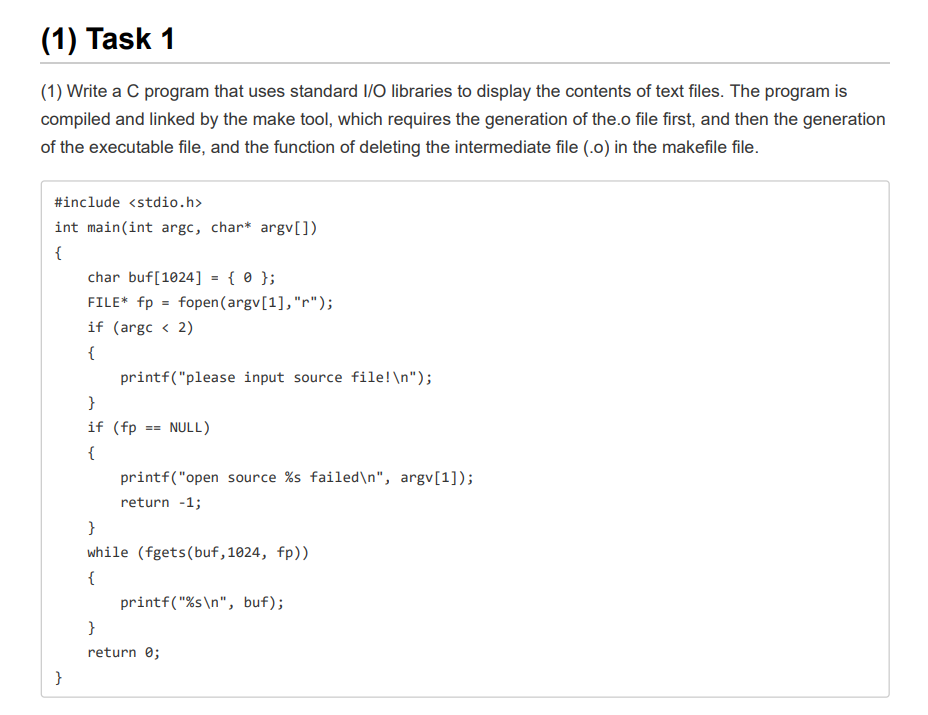 (1) Task 1
(1) Write a C program that uses standard I/O libraries to display the contents of text files. The program is
compiled and linked by the make tool, which requires the generation of the.o file first, and then the generation
of the executable file, and the function of deleting the intermediate file (.o) in the makefile file.
#include <stdio.h>
int main(int argc, char* argv[])
{
    char buf[1024] = { 0 };
    FILE* fp = fopen(argv[1],"r");
    if (argc < 2)
    {
        printf("please input source file!\n");
    }
    if (fp == NULL)
    {
        printf("open source %s failed\n", argv[1]);
        return -1;
    }
    while (fgets(buf,1024, fp))
    {
        printf("%s\n", buf);
    }
    return 0;
}